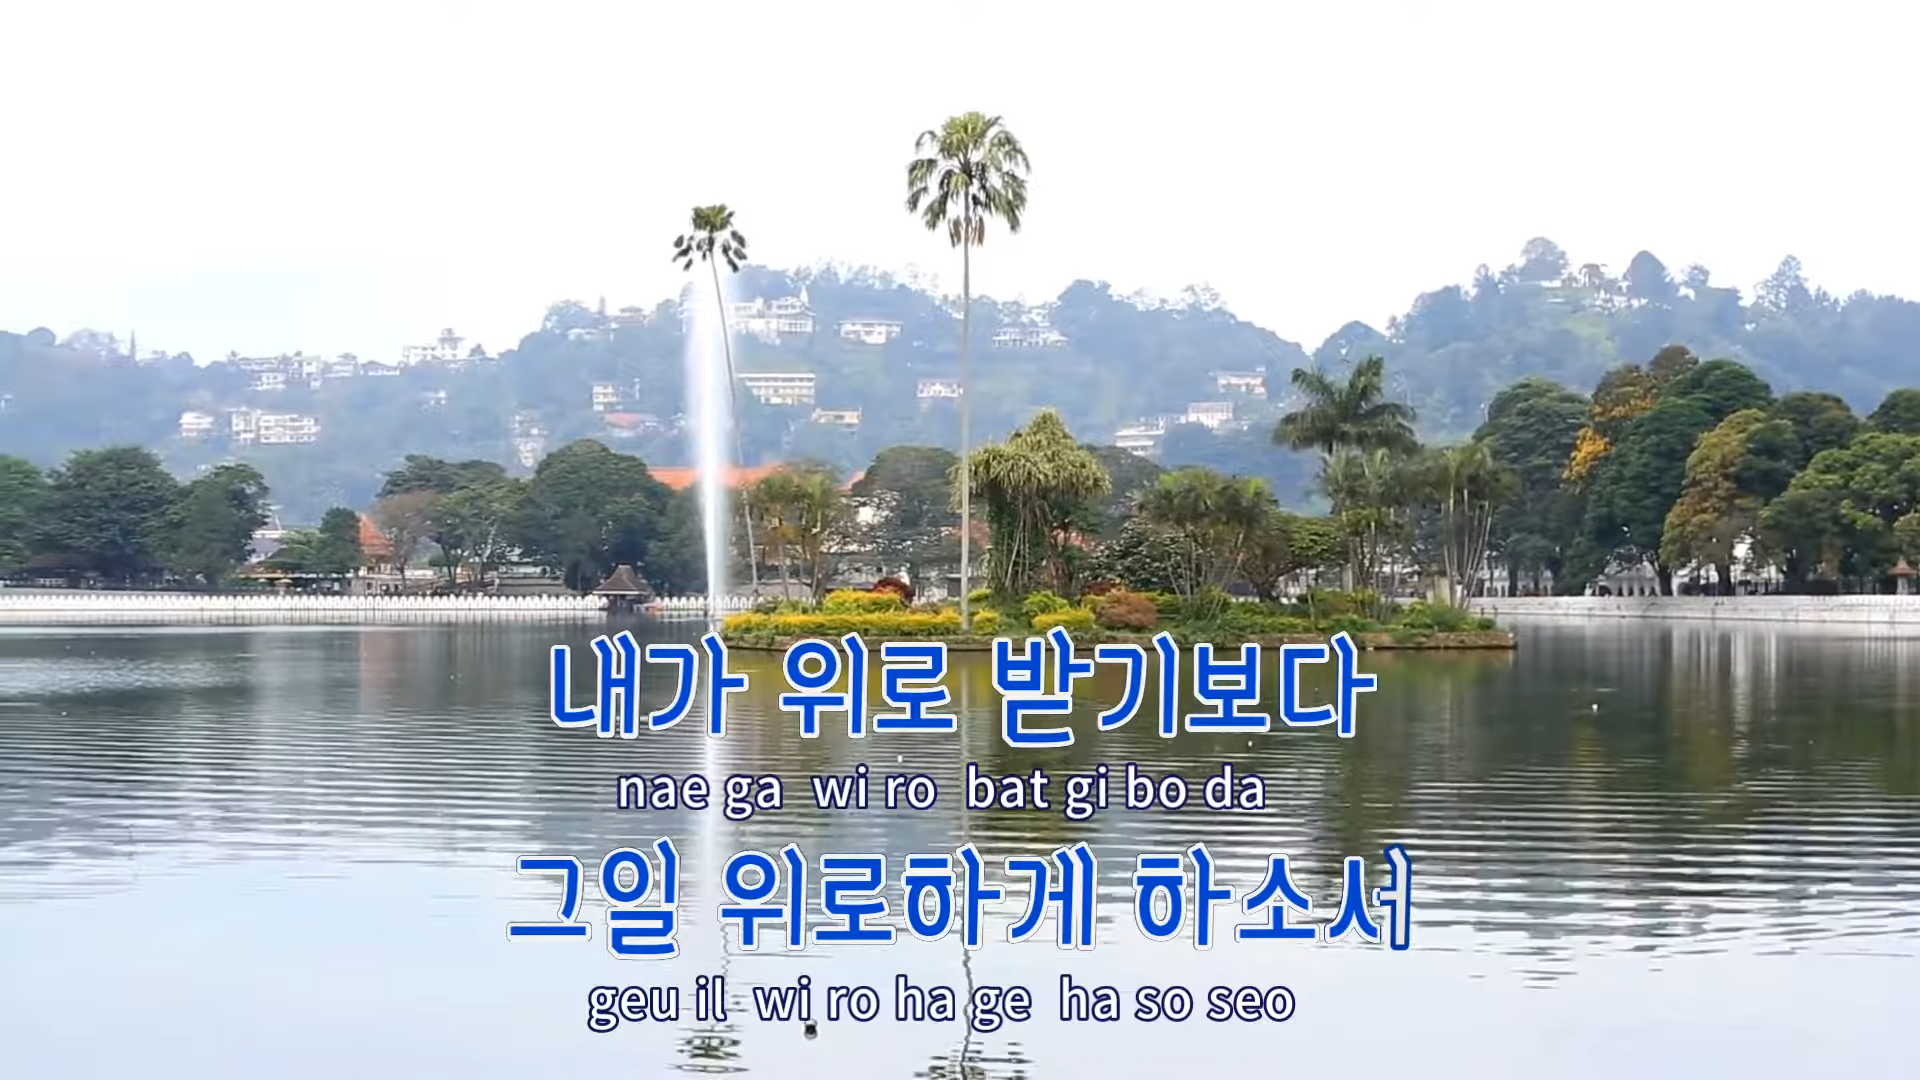 내가 위로 받기보다
nae ga wi ro bat gi bo da
그일 위로하게 하소서
geu il wi ro ha ge ha so seo